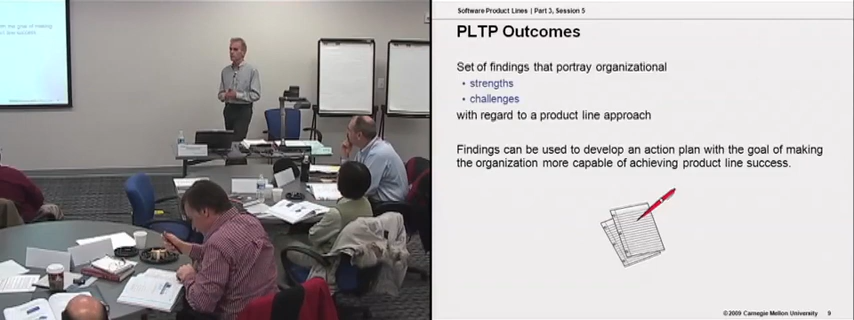 Software Product Lines | Part 3, Session 5
PLTP Outcomes
Set of findings that portray organizational
• strengths
• challenges
with regard to a product line approach
Findings can be used to develop an action plan with the goal of making
the organization more capable of achieving product line success.
© 2009 Carnegie Mellon University 9